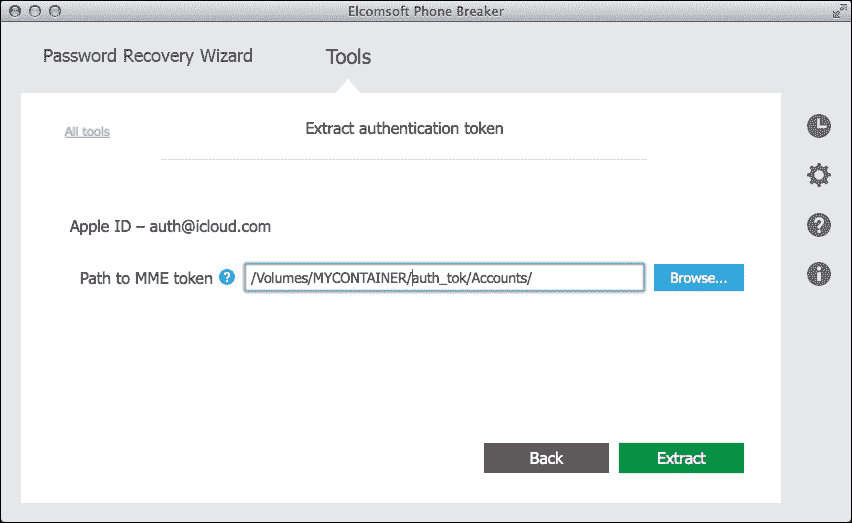 Elcomsoft Phone Breaker
Password Recovery Wizard Tools
All tools
Extract authentication token
Apple ID – auth@icloud.com
Path to MME token ? /Volumes/MYCONTAINER/auth_tok/Accounts/ Browse...
Back Extract